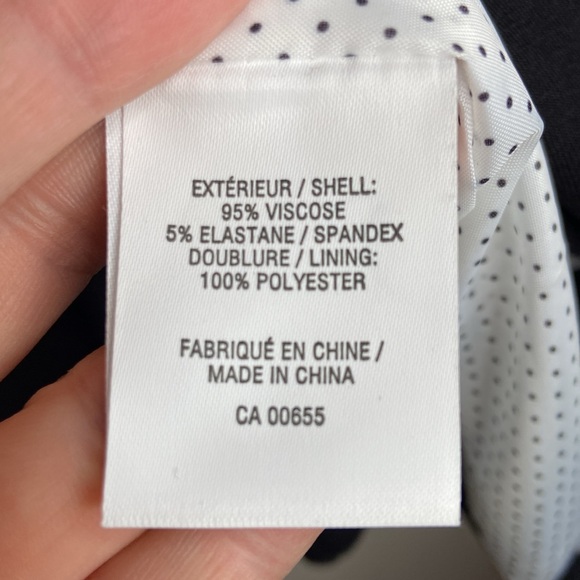 EXTÉRIEUR / SHELL:
95% VISCOSE
5% ELASTANE / SPANDEX
DOUBLURE / LINING:
100% POLYESTER
FABRIQUÉ EN CHINE /
MADE IN CHINA
CA 00655